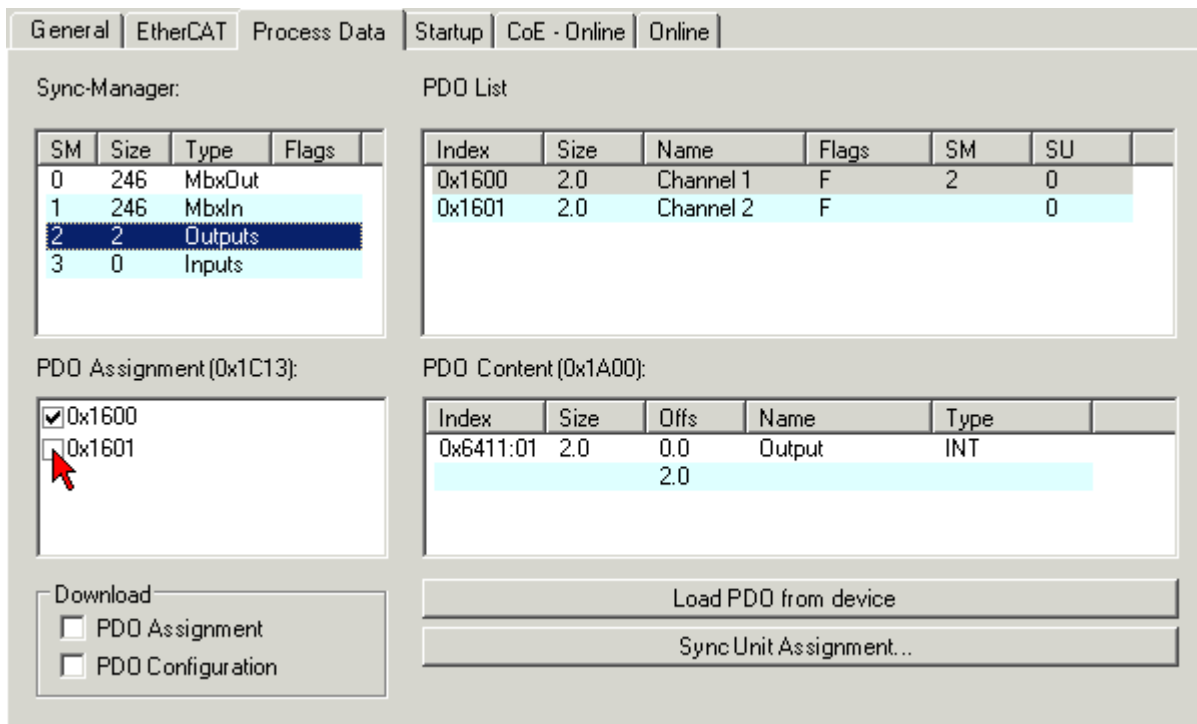 General EtherCAT Process Data Startup CoE - Online Online
Sync-Manager:
SM Size Type Flags
0 246 MbxOut
1 246 MbxIn
2 2 Outputs
3 0 Inputs
PDO List
Index Size Name Flags SM SU
0x1600 2.0 Channel 1 F 2 0
0x1601 2.0 Channel 2 F 0
PDO Assignment (0x1C13):
0x1600
0x1601
PDO Content (0x1A00):
Index Size Offs Name Type
0x6411:01 2.0 0.0 Output INT
2.0
Download
PDO Assignment
PDO Configuration
Load PDO from device
Sync Unit Assignment...